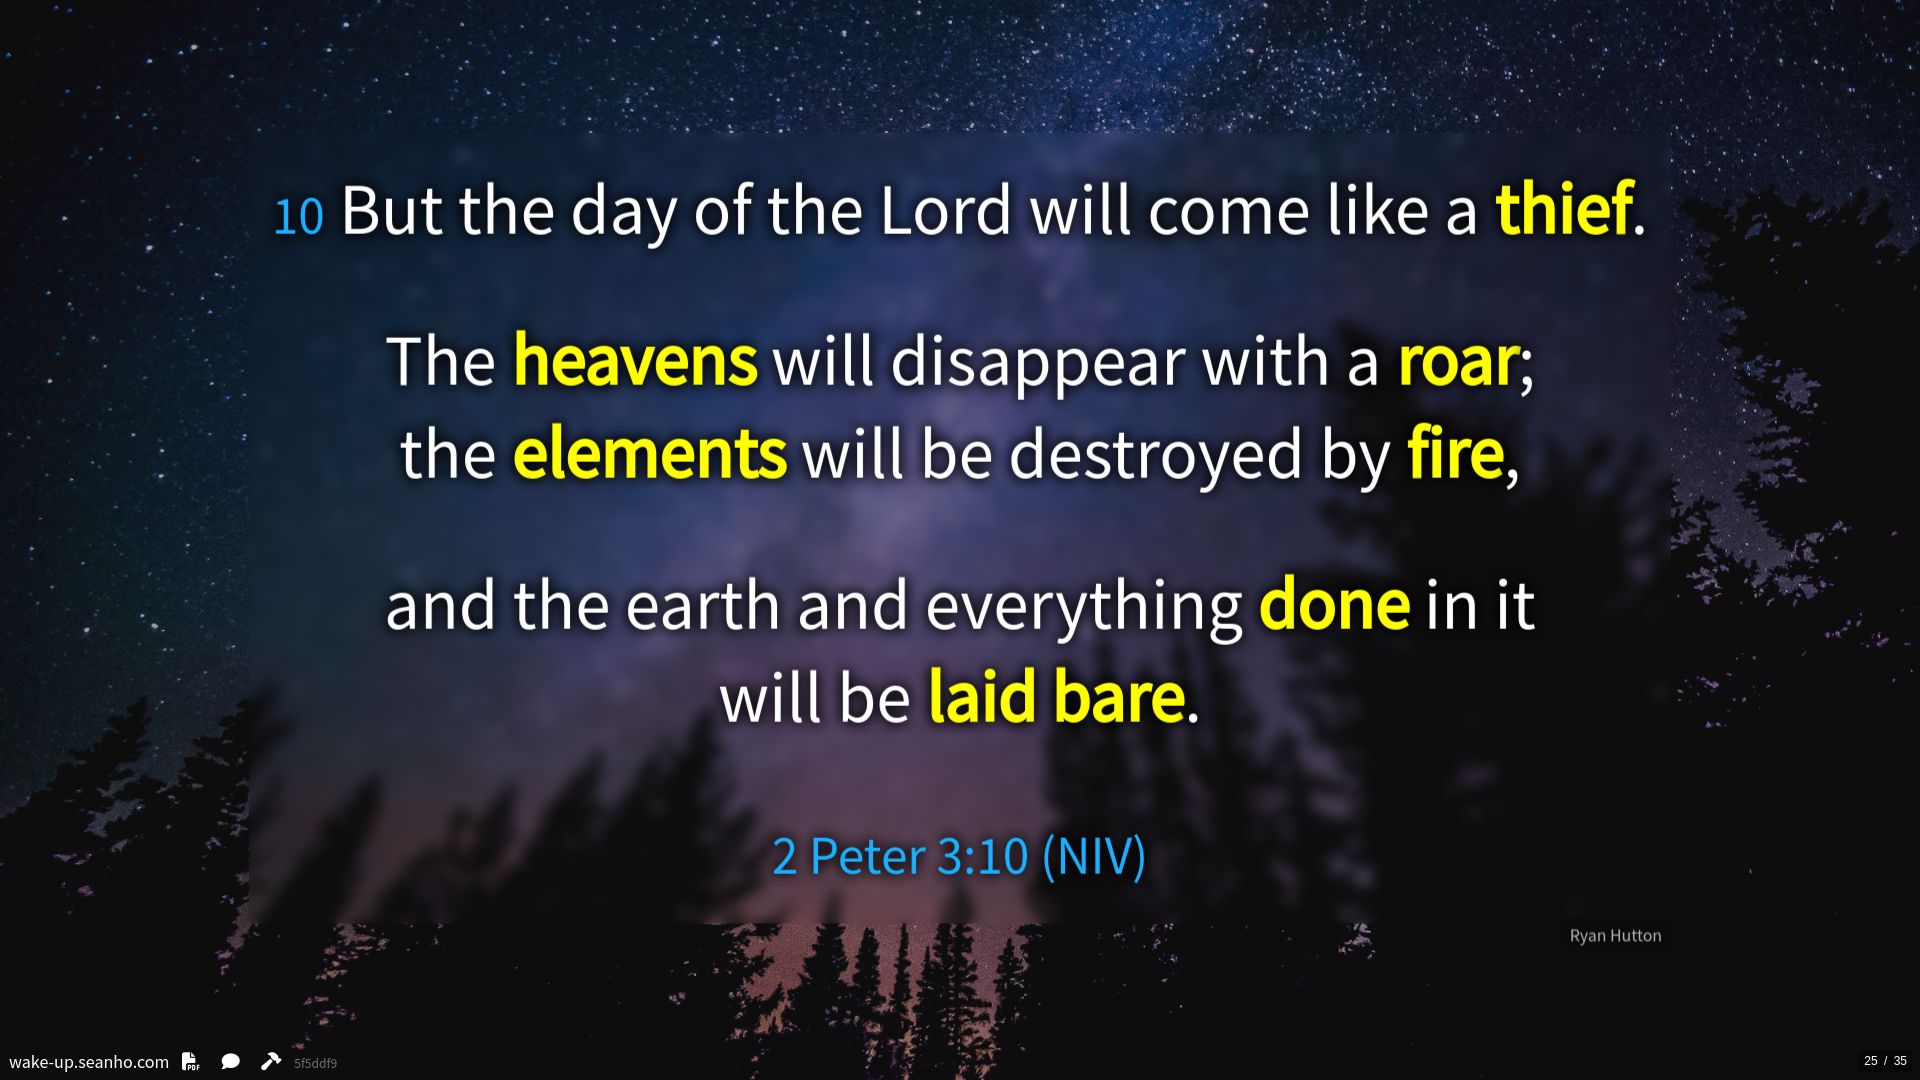 10 But the day of the Lord will come like a thief.
The heavens will disappear with a roar;
the elements will be destroyed by fire,
and the earth and everything done in it
will be laid bare.
2 Peter 3:10 (NIV)
Ryan Hutton
wake-up.seanho.com PDF 5f5ddf9
25 / 35